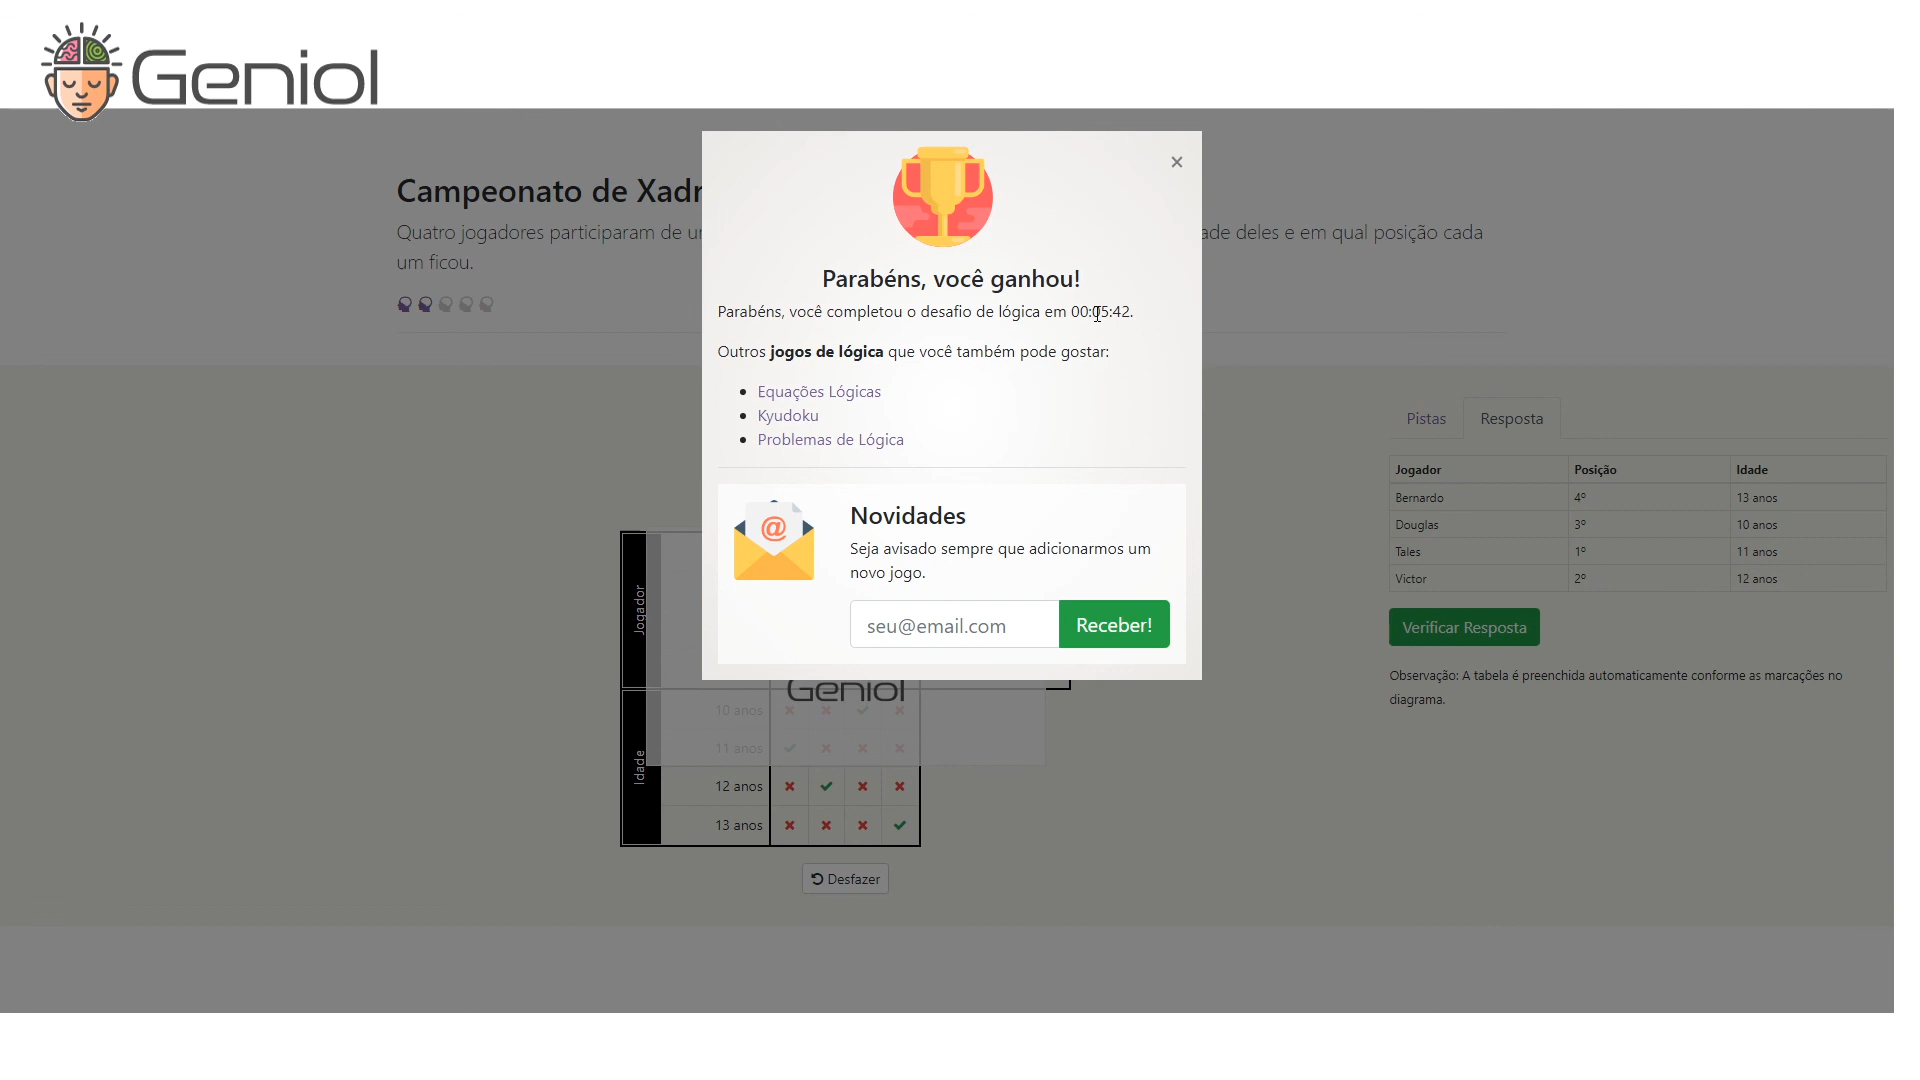 Geniol
Campeonato de Xadr
Quatro jogadores participaram de u
ade deles e em qual posição cada
um ficou.
×
Parabéns, você ganhou!
Parabéns, você completou o desafio de lógica em 00:05:42.
Outros jogos de lógica que você também pode gostar:
Equações Lógicas
Kyudoku
Problemas de Lógica
Novidades
Seja avisado sempre que adicionarmos um
novo jogo.
seu@email.com
Receber!
Jogador
Idade
Geniol
10 anos
11 anos
12 anos
13 anos
Desfazer
Pistas Resposta
Jogador Posição Idade
Bernardo 4º 13 anos
Douglas 3º 10 anos
Tales 1º 11 anos
Victor 2º 12 anos
Verificar Resposta
Observação: A tabela é preenchida automaticamente conforme as marcações no
diagrama.